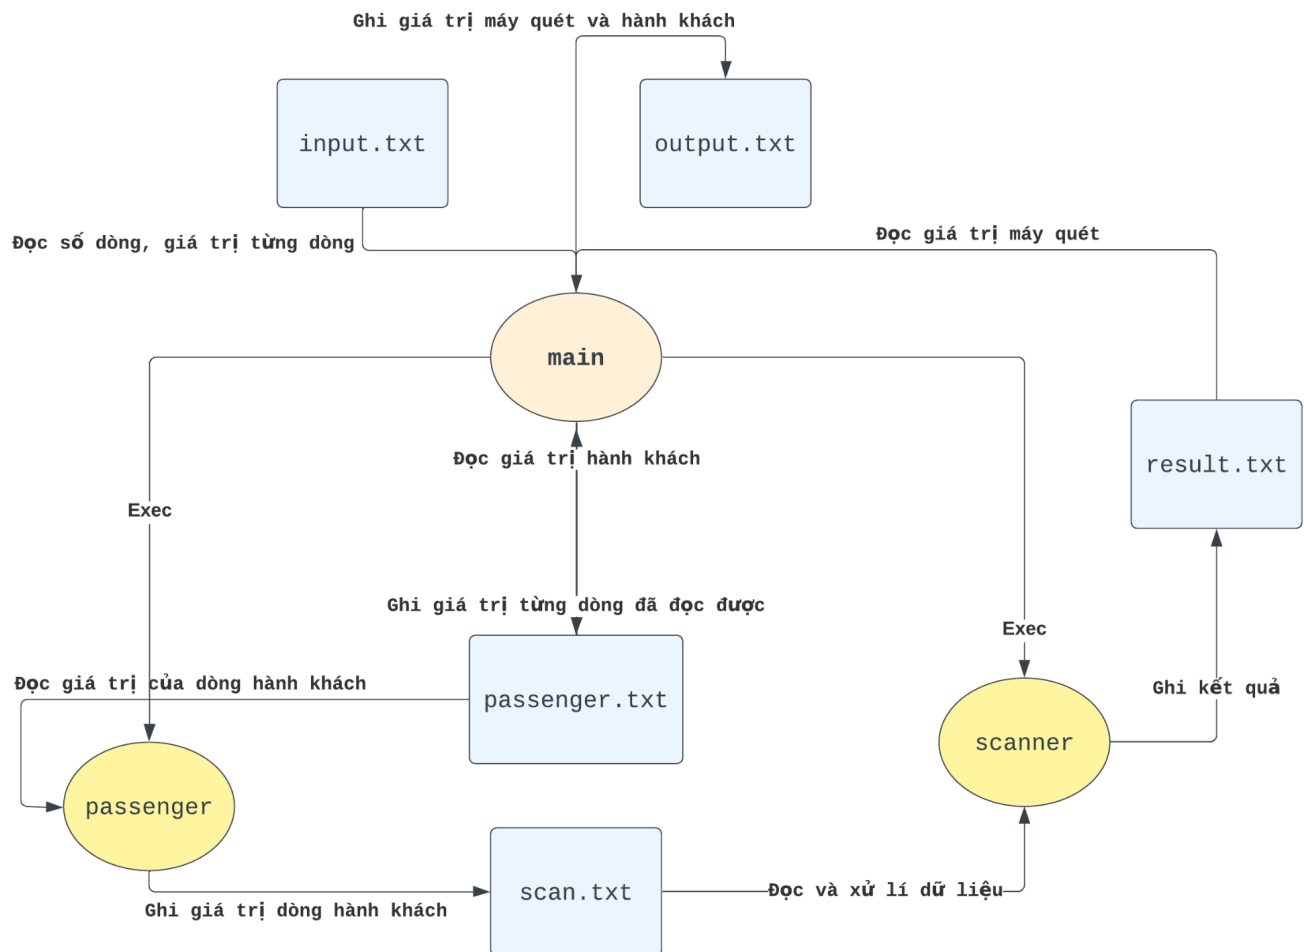 Ghi giá trị máy quét và hành khách
input.txt
output.txt
Đọc số dòng, giá trị từng dòng
Đọc giá trị máy quét
main
Đọc giá trị hành khách
result.txt
Exec
Ghi giá trị từng dòng đã đọc được
Exec
Đọc giá trị của dòng hành khách
passenger.txt
Ghi kết quả
scanner
passenger
scan.txt
Đọc và xử lí dữ liệu
Ghi giá trị dòng hành khách